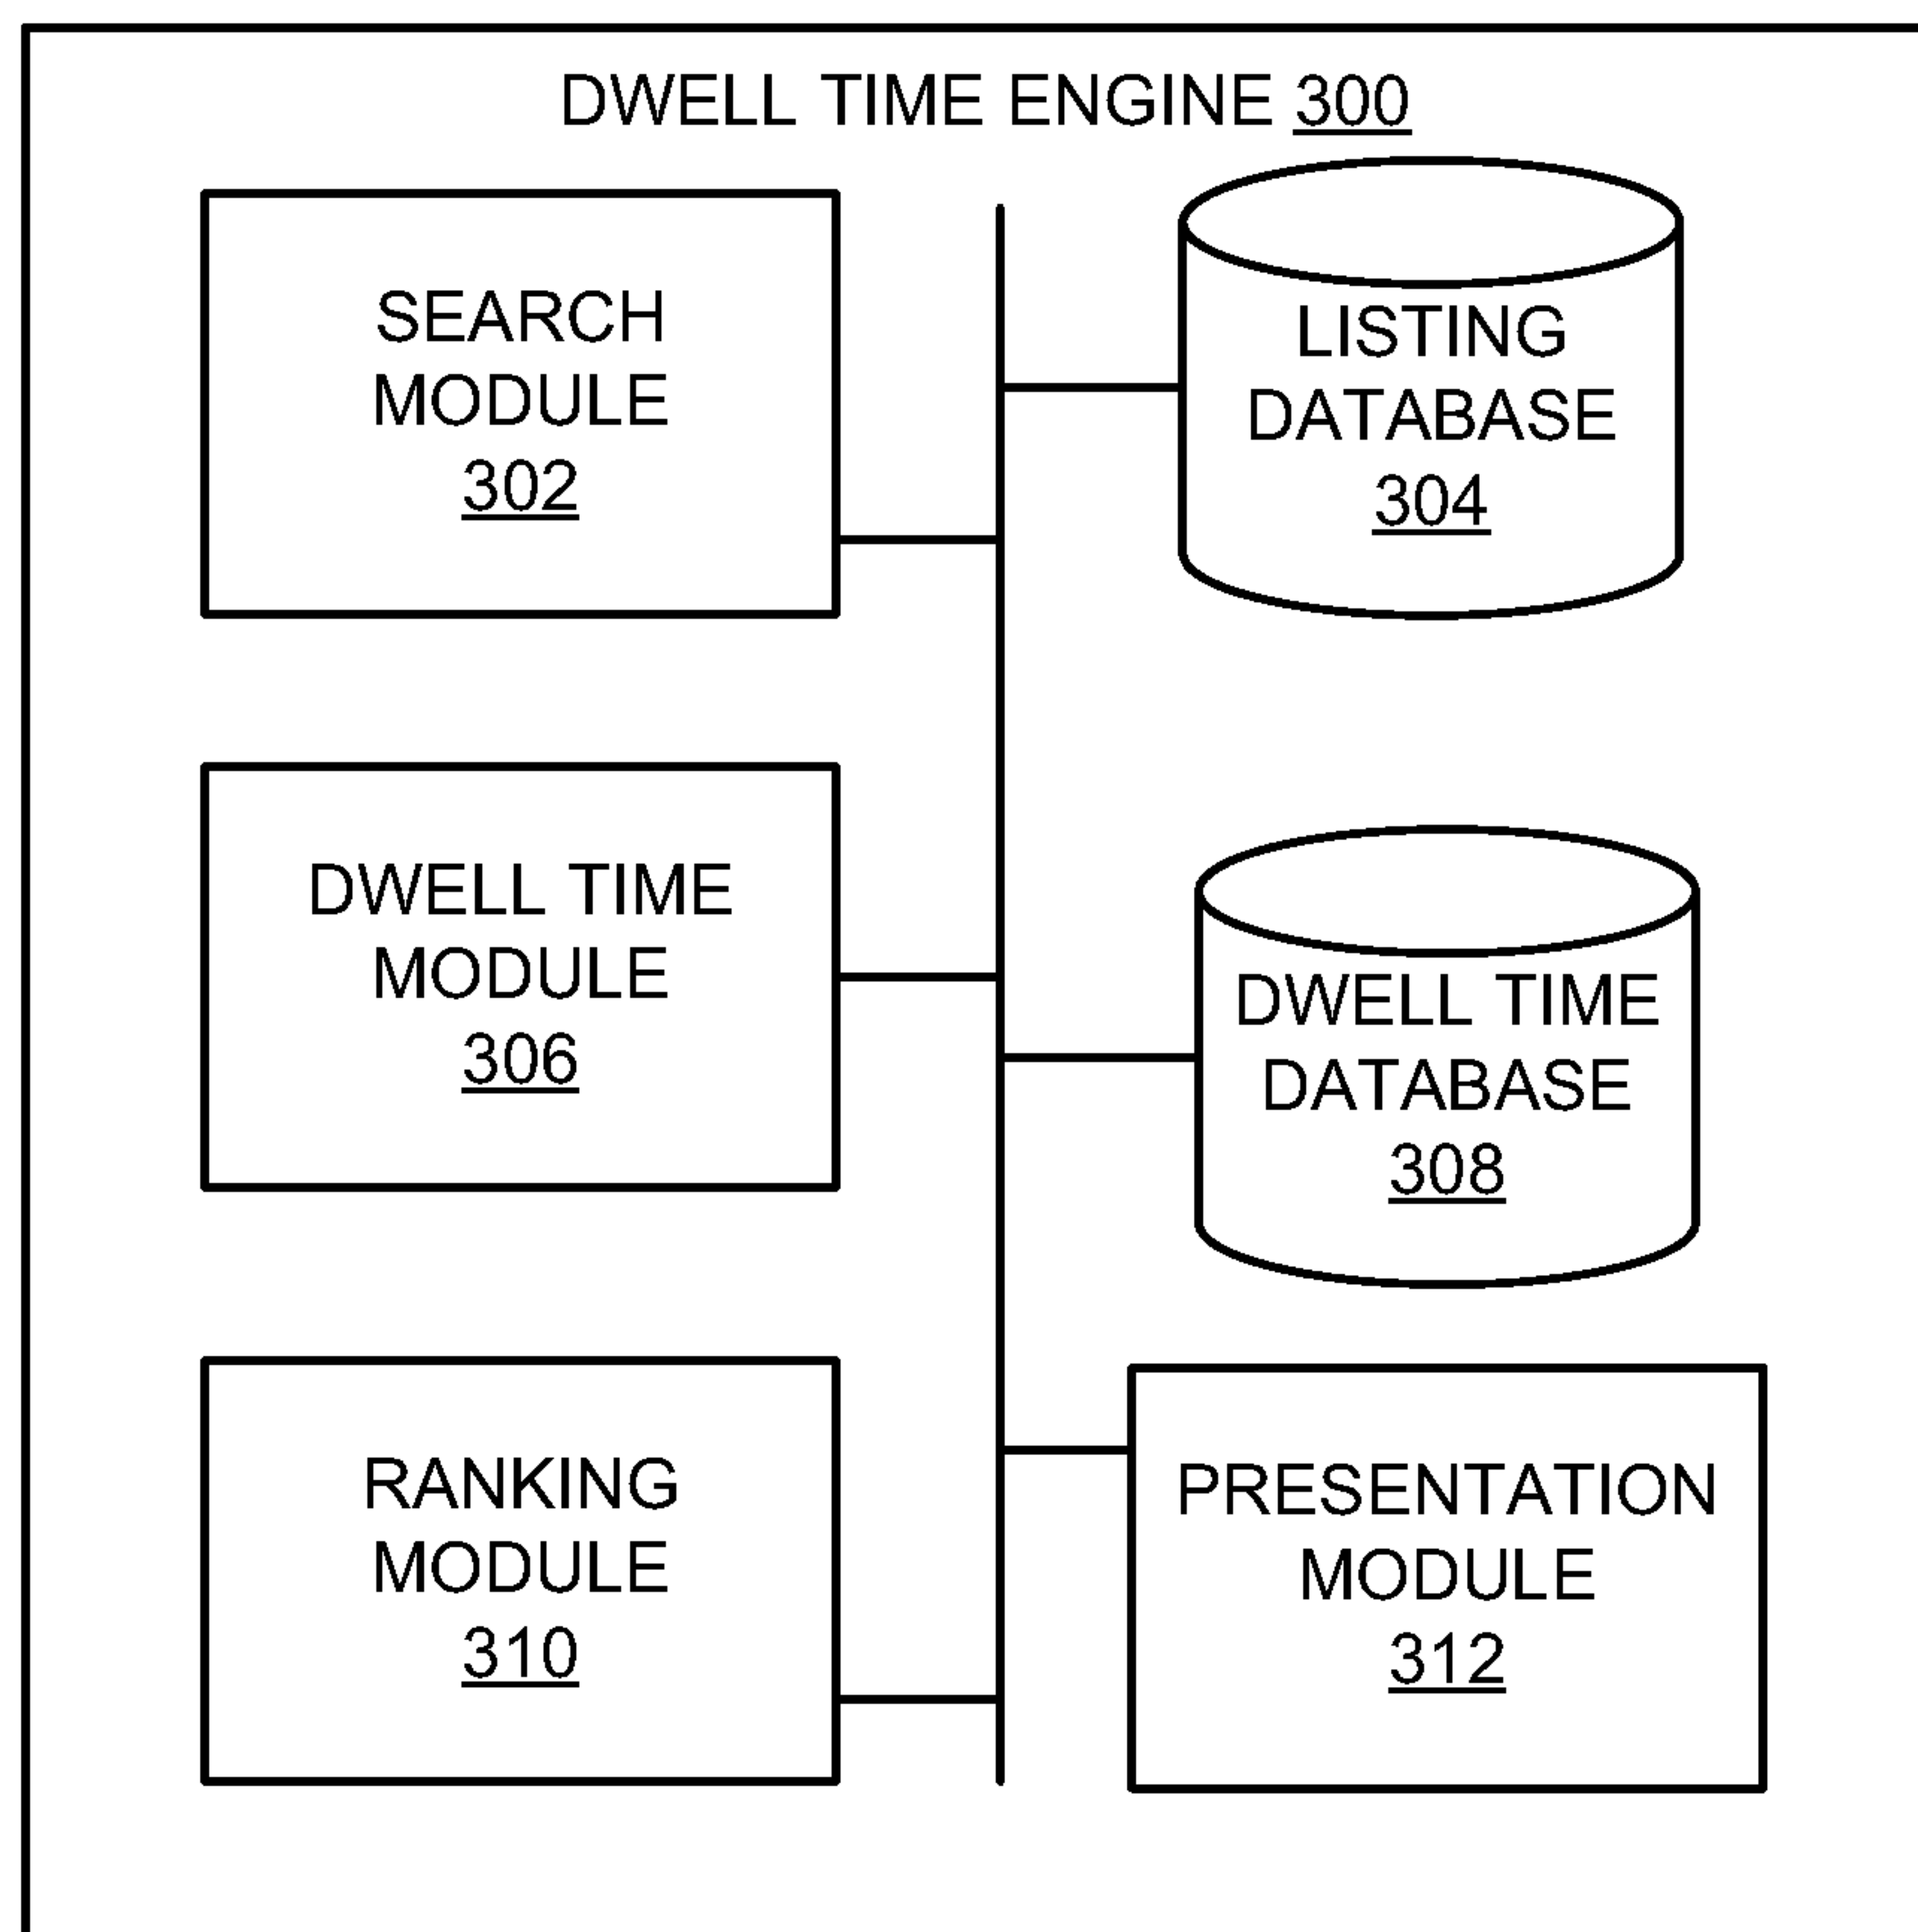 DWELL TIME ENGINE 300
SEARCH
MODULE
302
LISTING
DATABASE
304
DWELL TIME
MODULE
306
DWELL TIME
DATABASE
308
RANKING
MODULE
310
PRESENTATION
MODULE
312